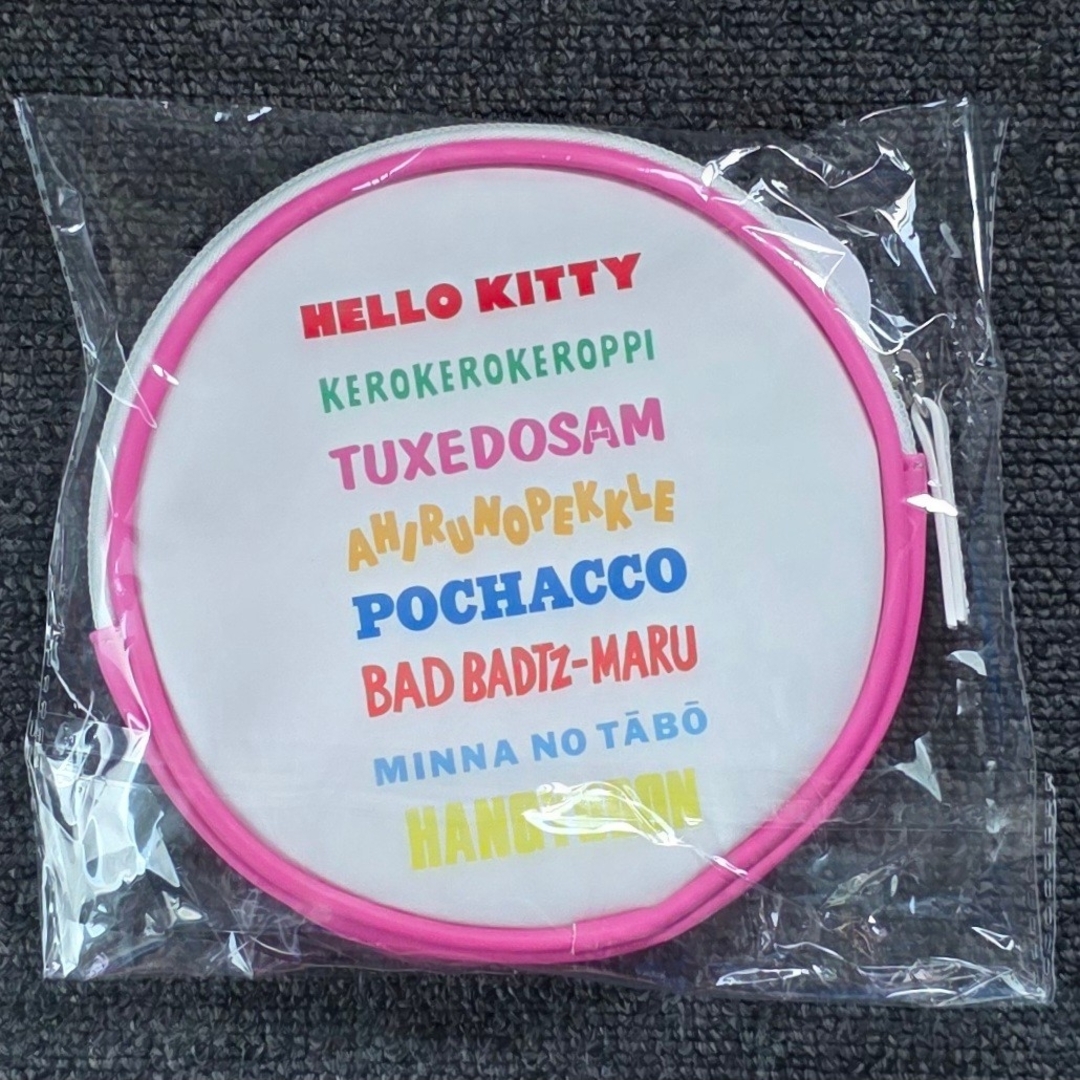 HELLO KITTY
KEROKEROKEROPPI
TUXEDOSAM
AHIRUNOPEKKLE
POCHACCO
BAD BADTZ-MARU
MINNA NO TĀBŌ